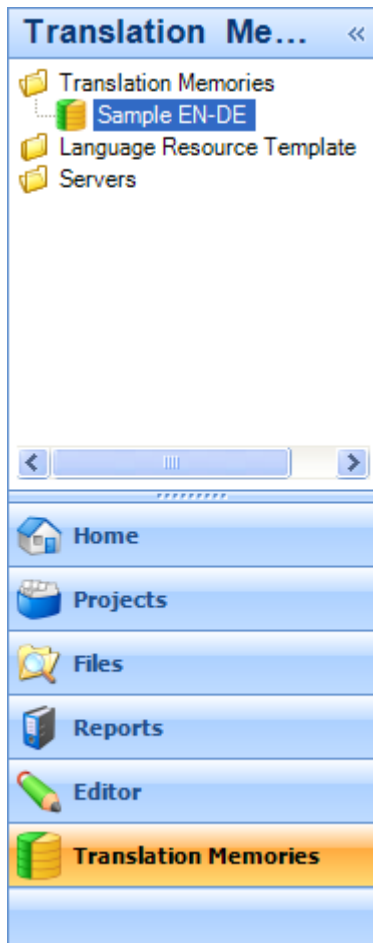 Translation Me...
Translation Memories
Sample EN-DE
Language Resource Template
Servers
Home
Projects
Files
Reports
Editor
Translation Memories